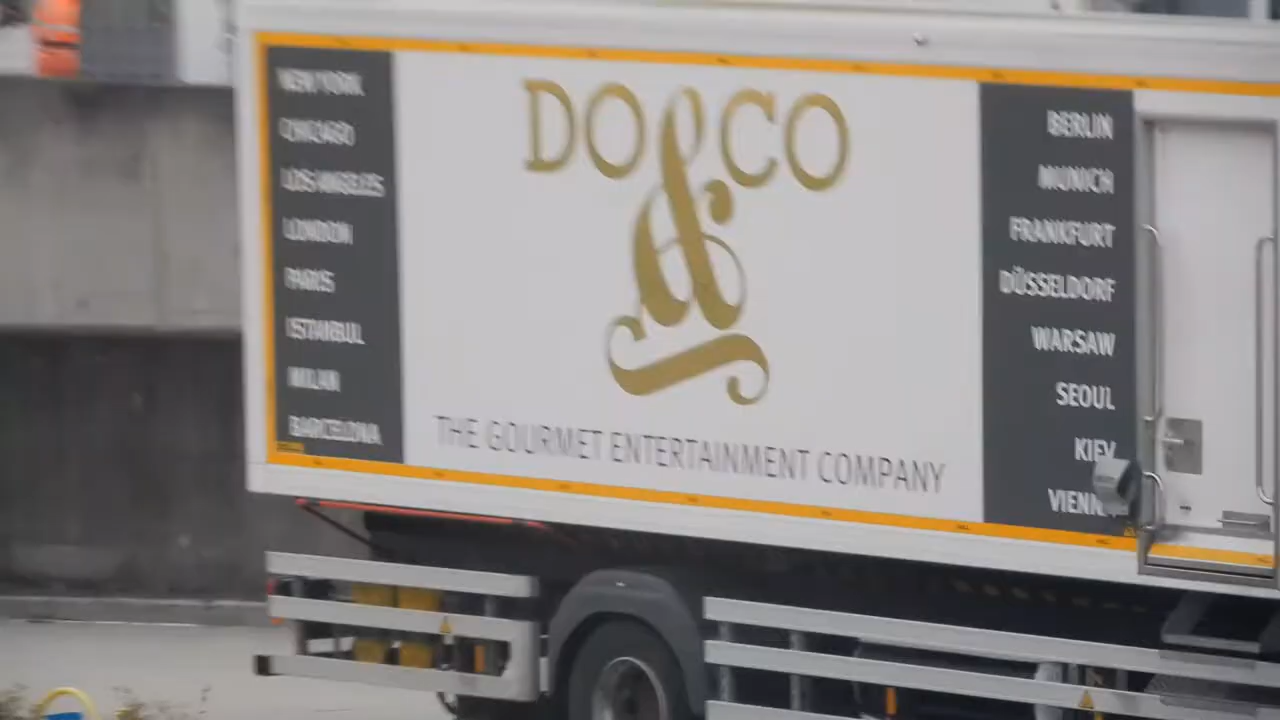 NEW YORK
CHICAGO
LOS ANGELES
LONDON
PARIS
ISTANBUL
MILAN
BARCELONA
DO&CO
THE GOURMET ENTERTAINMENT COMPANY
BERLIN
MUNICH
FRANKFURT
DÜSSELDORF
WARSAW
SEOUL
KIEV
VIENNA